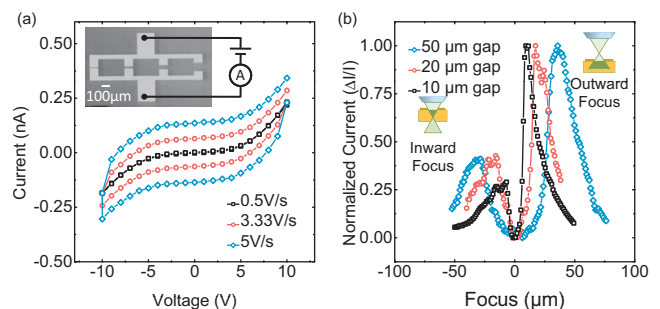 (a)
Current (nA)
0.50
0.25
0.00
-0.25
-0.50
100μm
A
0.5V/s
3.33V/s
5V/s
-10
-5
0
5
10
Voltage (V)
(b)
Normalized Current (ΔI/I)
1.00
0.75
0.50
0.25
0.00
50 μm gap
20 μm gap
10 μm gap
Inward
Focus
Outward
Focus
-100
-50
0
50
100
Focus (μm)